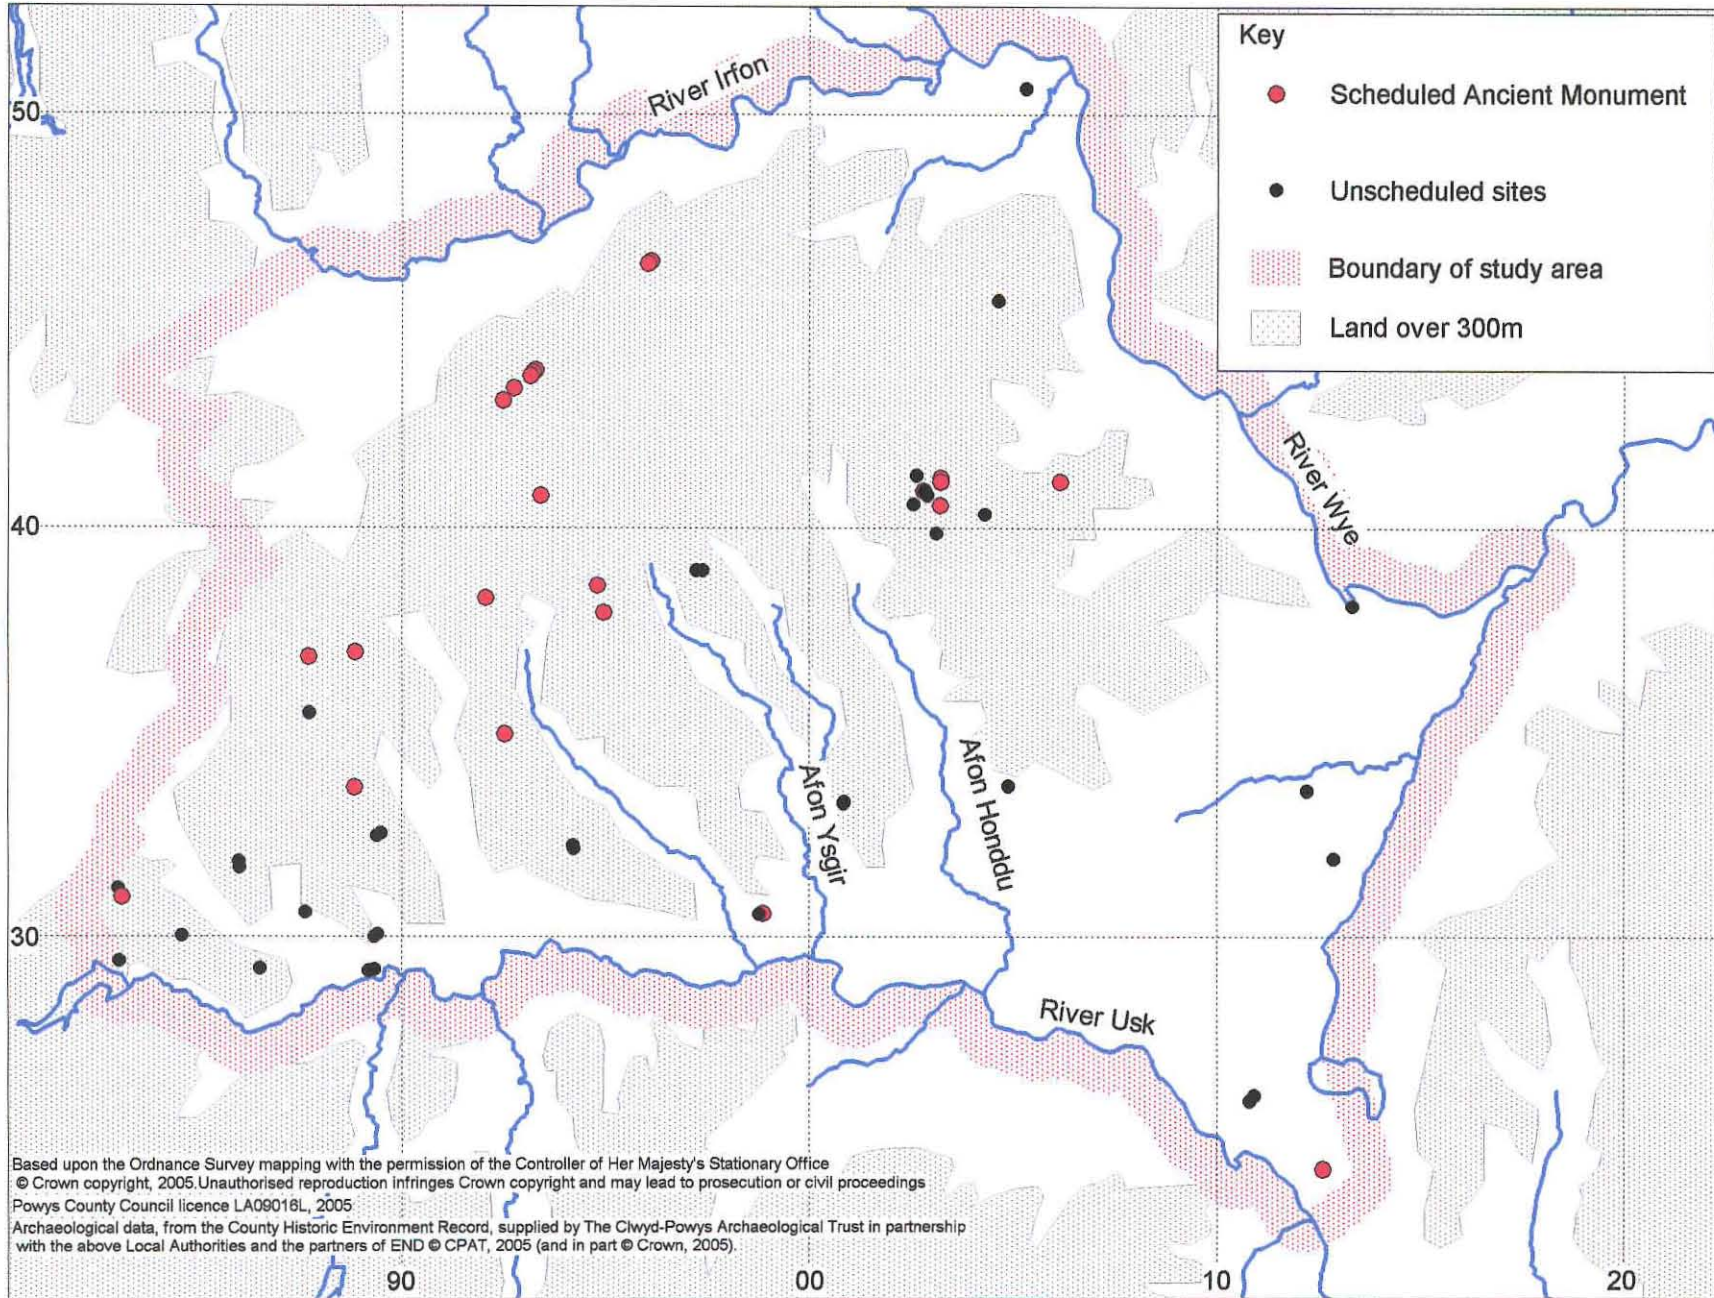 Key
Scheduled Ancient Monument
Unscheduled sites
Boundary of study area
Land over 300m
River Irfon
50
River Wye
40
Afon Ysgir
Afon Honddu
30
River Usk
Based upon the Ordnance Survey mapping with the permission of the Controller of Her Majesty's Stationary Office
© Crown copyright, 2005.Unauthorised reproduction infringes Crown copyright and may lead to prosecution or civil proceedings
Powys County Council licence LA09016L, 2005
Archaeological data, from the County Historic Environment Record, supplied by The Clwyd-Powys Archaeological Trust in partnership
with the above Local Authorities and the partners of END © CPAT, 2005 (and in part © Crown, 2005).
90
00
10
20